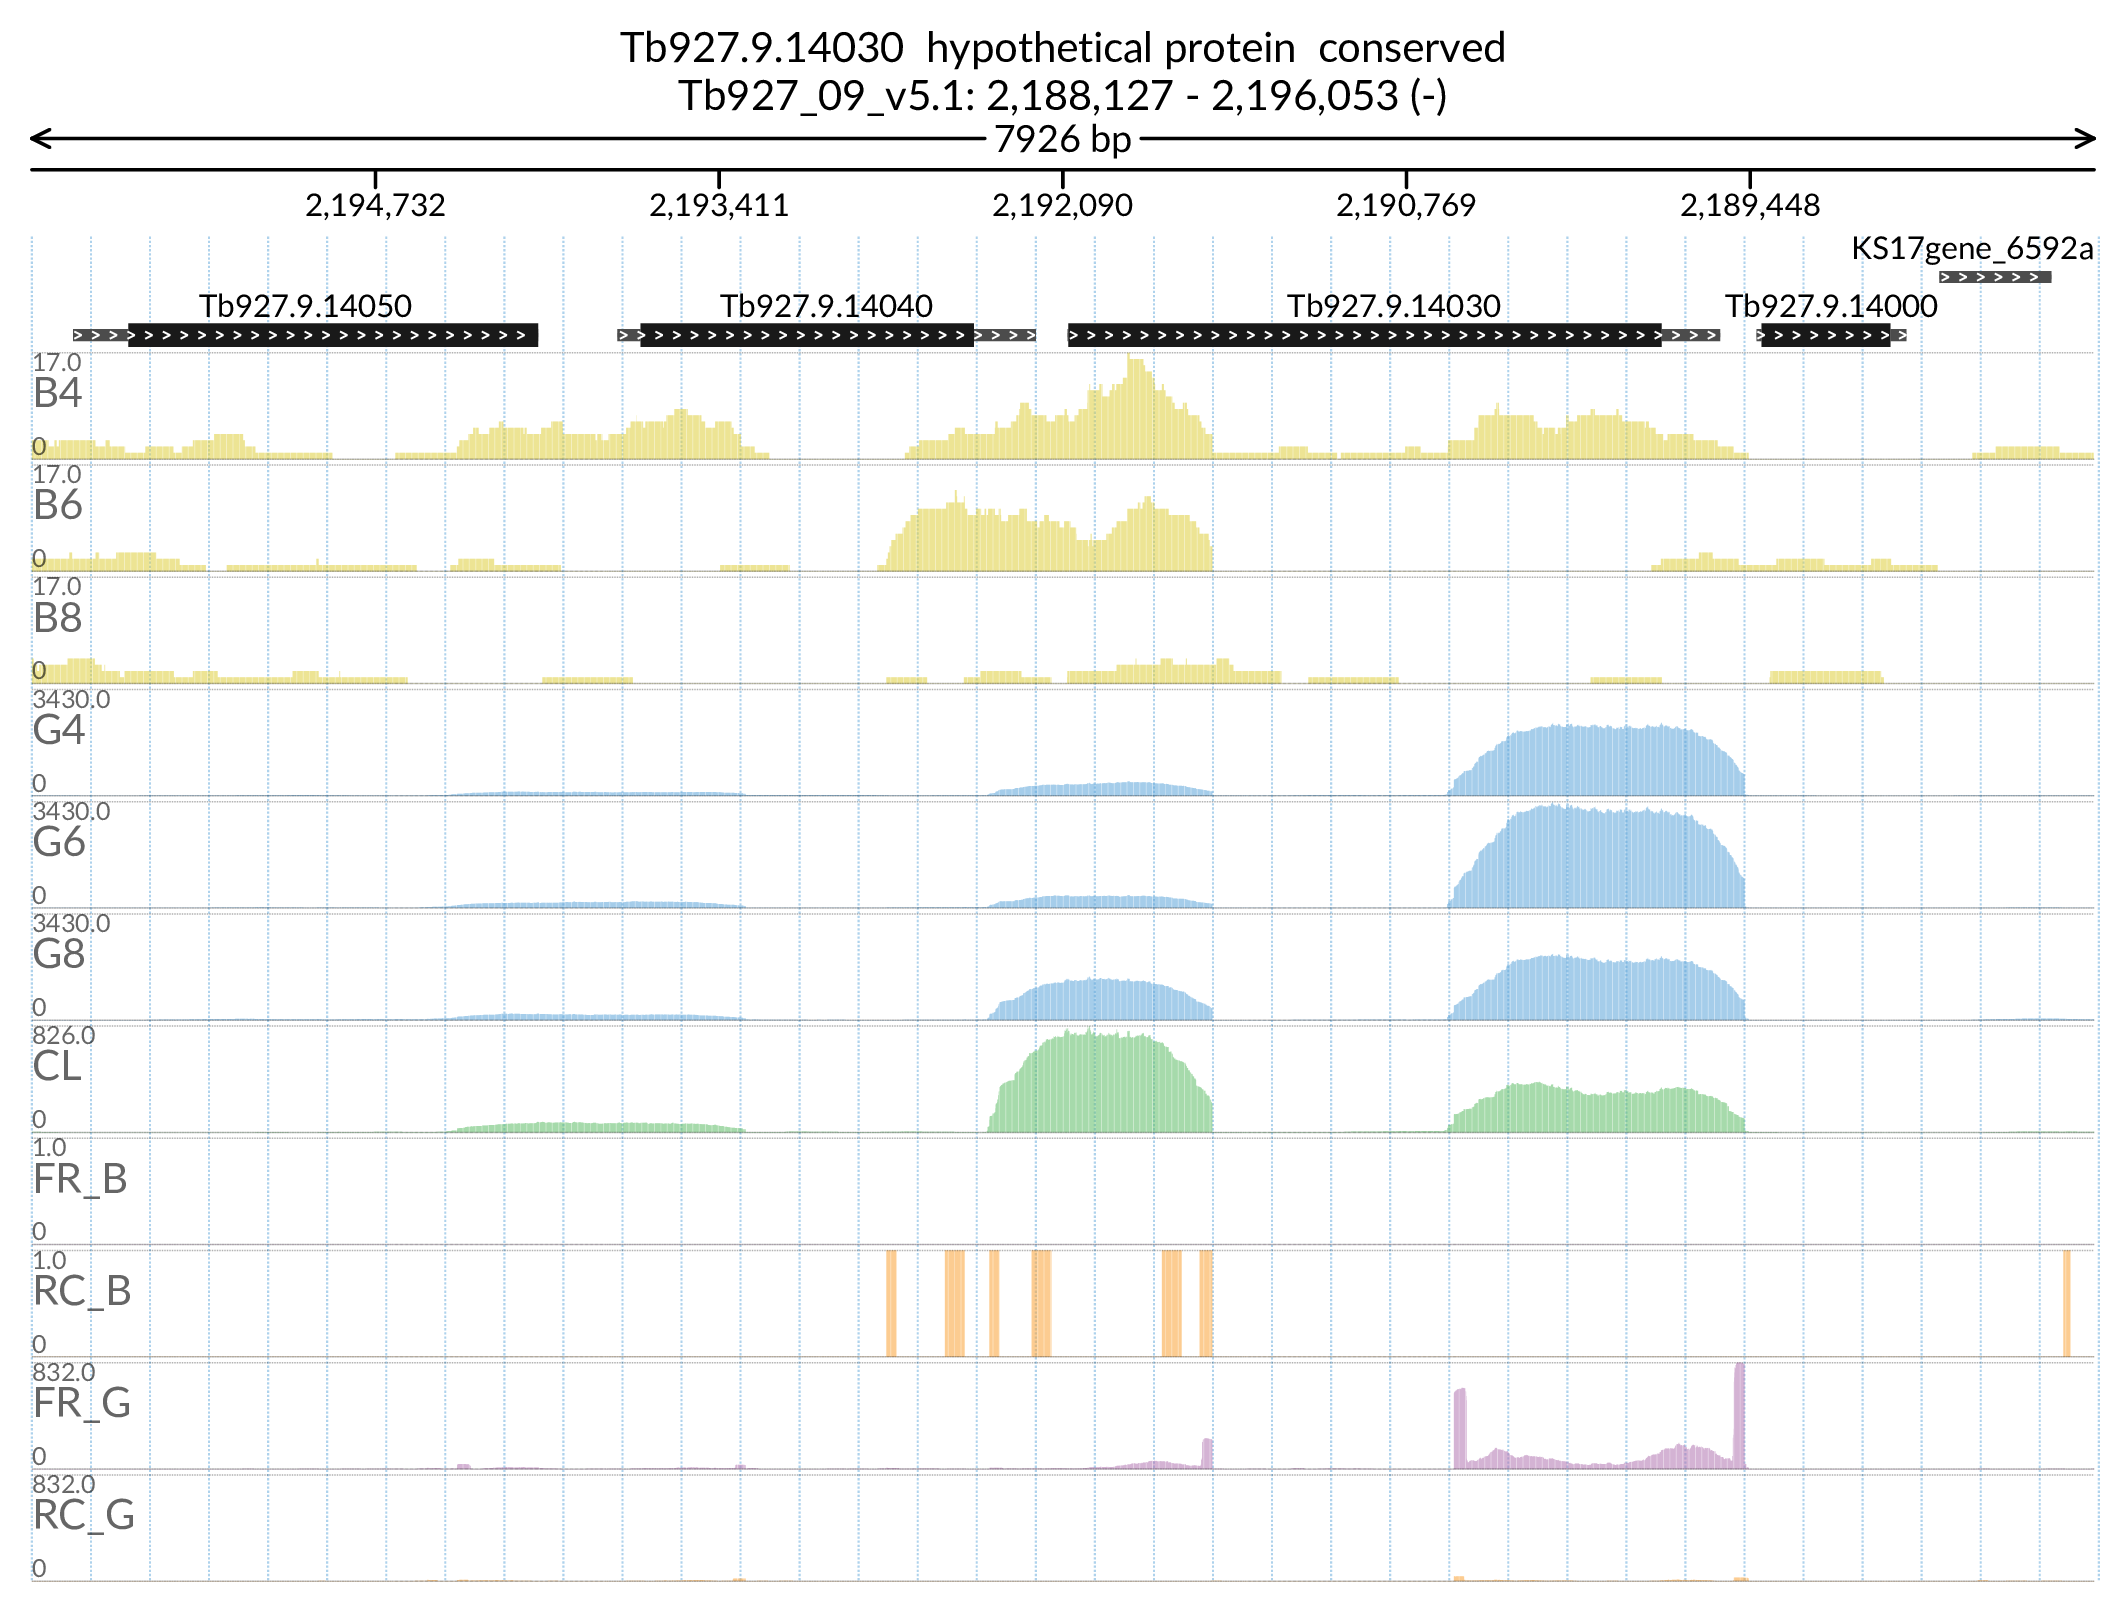 Tb927.9.14030 hypothetical protein conserved
Tb927_09_v5.1: 2,188,127 - 2,196,053 (-)
7926 bp
2,194,732 2,193,411 2,192,090 2,190,769 2,189,448
KS17gene_6592a
Tb927.9.14050 Tb927.9.14040 Tb927.9.14030 Tb927.9.14000
17.0
B4
0
17.0
B6
0
17.0
B8
0
3430.0
G4
0
3430.0
G6
0
3430.0
G8
0
826.0
CL
0
1.0
FR_B
0
1.0
RC_B
0
832.0
FR_G
0
832.0
RC_G
0